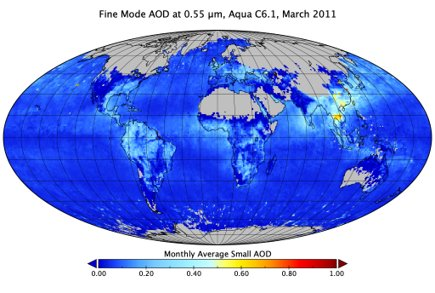 Fine Mode AOD at 0.55 µm, Aqua C6.1, March 2011
Monthly Average Small AOD
0.00 0.20 0.40 0.60 0.80 1.00